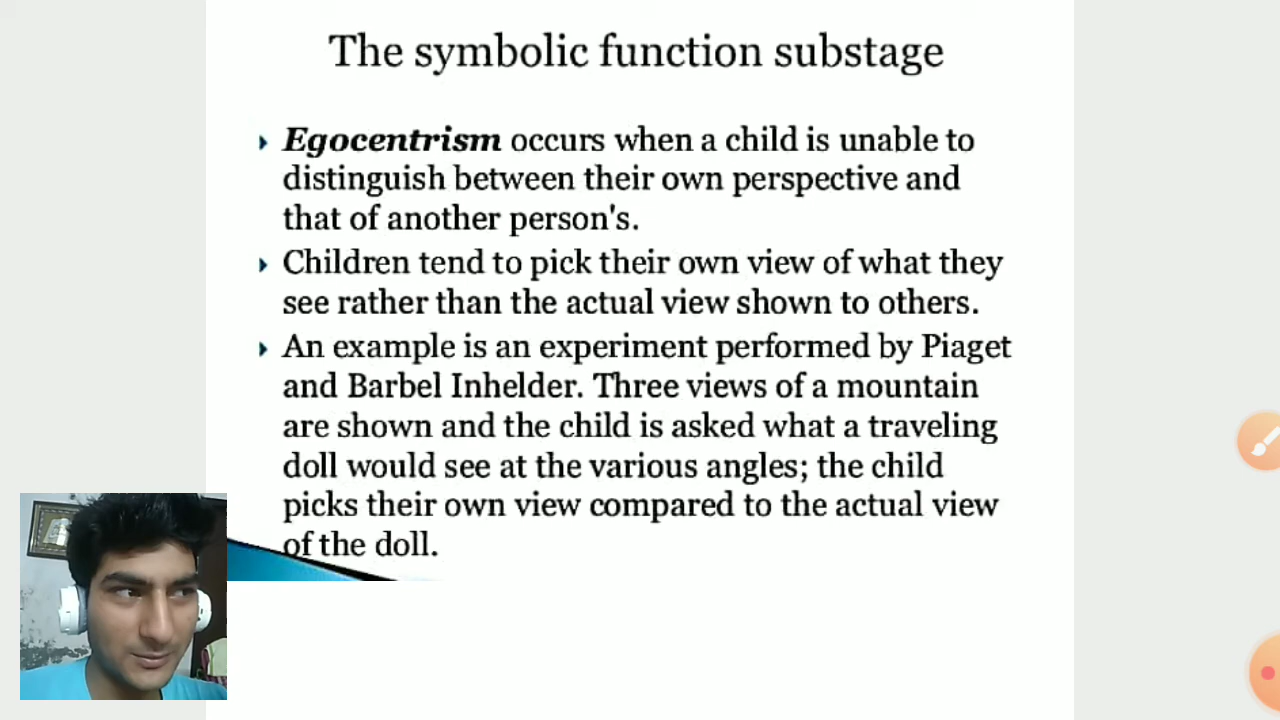 The symbolic function substage
Egocentrism occurs when a child is unable to
distinguish between their own perspective and
that of another person's.
Children tend to pick their own view of what they
see rather than the actual view shown to others.
An example is an experiment performed by Piaget
and Barbel Inhelder. Three views of a mountain
are shown and the child is asked what a traveling
doll would see at the various angles; the child
picks their own view compared to the actual view
of the doll.